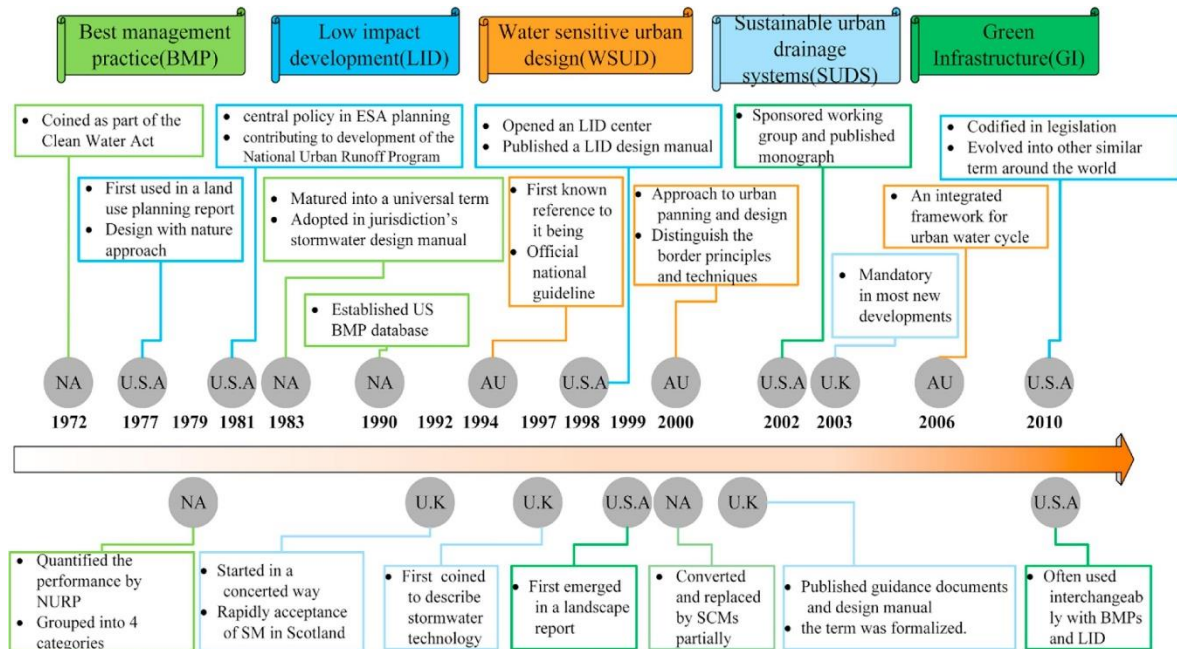 Best management
practice(BMP)
Low impact
development(LID)
Water sensitive urban
design(WSUD)
Sustainable urban
drainage
systems(SUDS)
Green
Infrastructure(GI)
• Coined as part of the
Clean Water Act
• central policy in ESA planning
• contributing to development of the
National Urban Runoff Program
• Opened an LID center
• Published a LID design manual
• Sponsored working
group and published
monograph
• Codified in legislation
• Evolved into other similar
term around the world
• First used in a land
use planning report
• Design with nature
approach
• Matured into a universal term
• Adopted in jurisdiction's
stormwater design manual
• First known
reference to
it being
• Official
national
guideline
• Approach to urban
panning and design
• Distinguish the
border principles
and techniques
• An integrated
framework for
urban water cycle
• Established US
BMP database
• Mandatory
in most new
developments
NA
U.S.A
U.S.A
NA
NA
AU
U.S.A
AU
U.S.A
U.K
AU
U.S.A
1972 1977 1979 1981 1983 1990 1992 1994 1997 1998 1999 2000 2002 2003 2006 2010
NA
U.K
U.K
U.S.A
NA
U.K
U.S.A
• Quantified the
performance by
NURP
• Grouped into 4
categories
• Started in a
concerted way
• Rapidly acceptance
of SM in Scotland
• First coined
to describe
stormwater
technology
• First emerged
in a landscape
report
• Converted
and replaced
by SCMs
partially
• Published guidance documents
and design manual
• the term was formalized.
• Often used
interchangeab
ly with BMPs
and LID